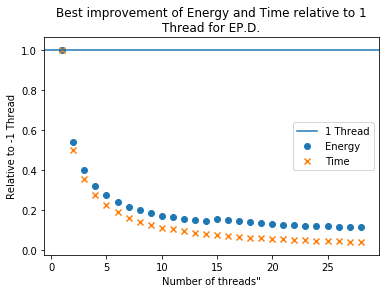 Best improvement of Energy and Time relative to 1
Thread for EP.D.
Relative to -1 Thread
1.0
0.8
0.6
0.4
0.2
0.0
1 Thread
Energy
Time
0 5 10 15 20 25
Number of threads"